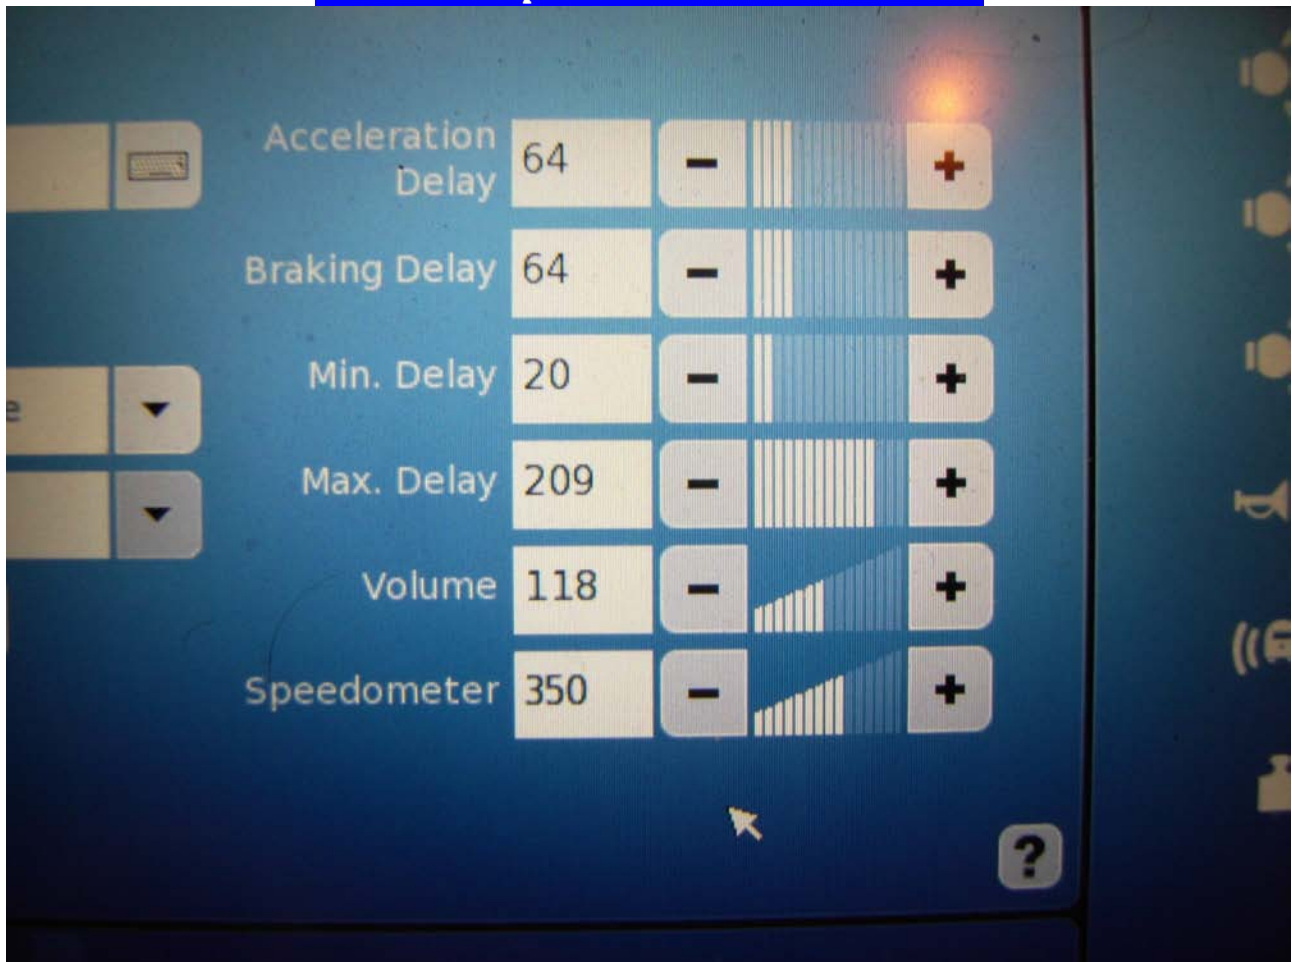 Acceleration
Delay
64
-
+
Braking Delay
64
-
+
Min. Delay
20
-
+
Max. Delay
209
-
+
Volume
118
-
+
Speedometer
350
-
+
e
?